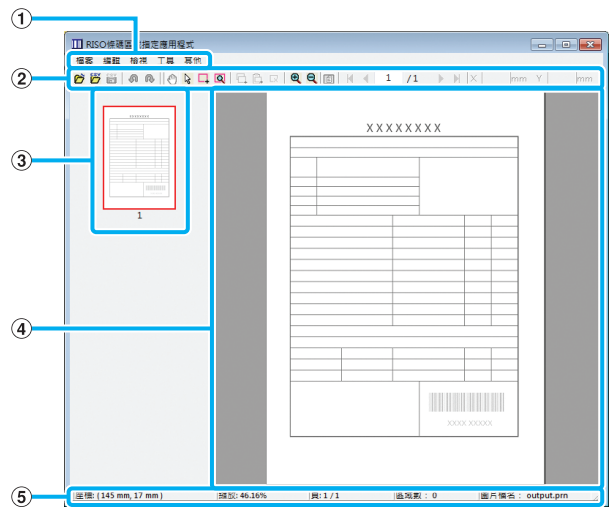 ①
RISO條碼區域指定應用程式
檔案 編輯 檢視 工具 其他
②
1 /1 X mm Y mm
③
1
XXXXXXXX
④
XXXX XXXXX
⑤
座標: (145 mm, 17 mm) 縮放: 46.16% 頁: 1 / 1 區域數 : 0 圖片檔名 : output.prn